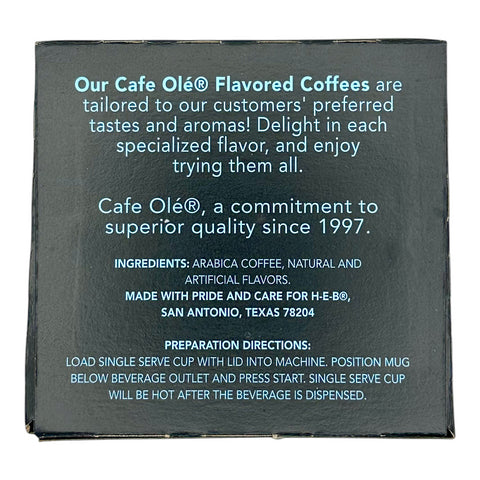 Our Cafe Olé® Flavored Coffees are
tailored to our customers' preferred
tastes and aromas! Delight in each
specialized flavor, and enjoy
trying them all.
Cafe Olé®, a commitment to
superior quality since 1997.
INGREDIENTS: ARABICA COFFEE, NATURAL AND
ARTIFICIAL FLAVORS.
MADE WITH PRIDE AND CARE FOR H-E-B®,
SAN ANTONIO, TEXAS 78204
PREPARATION DIRECTIONS:
LOAD SINGLE SERVE CUP WITH LID INTO MACHINE. POSITION MUG
BELOW BEVERAGE OUTLET AND PRESS START. SINGLE SERVE CUP
WILL BE HOT AFTER THE BEVERAGE IS DISPENSED.